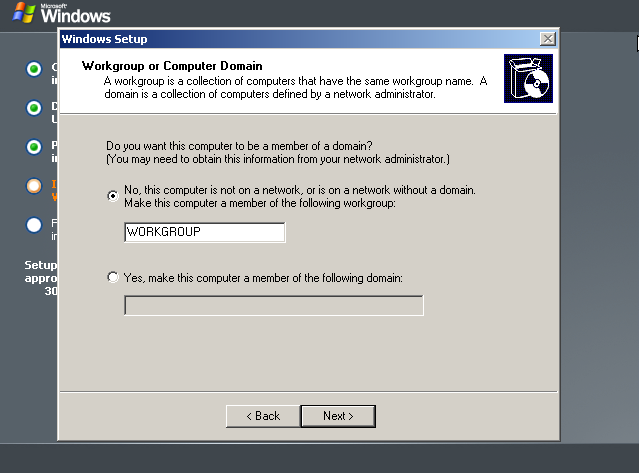 Microsoft
Windows
Windows Setup
Workgroup or Computer Domain
A workgroup is a collection of computers that have the same workgroup name. A
domain is a collection of computers defined by a network administrator.
Do you want this computer to be a member of a domain?
(You may need to obtain this information from your network administrator.)
No, this computer is not on a network, or is on a network without a domain.
Make this computer a member of the following workgroup:
WORKGROUP
Yes, make this computer a member of the following domain:
Setup
appro
30
< Back
Next >